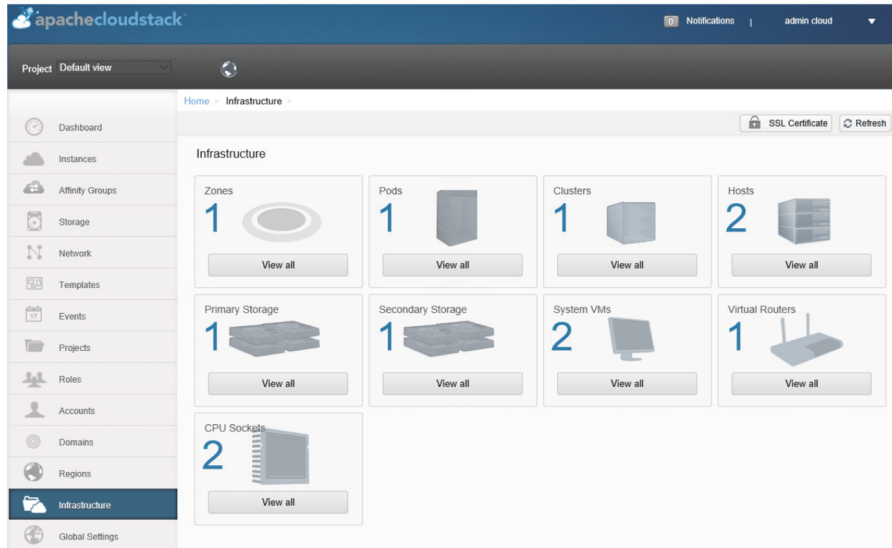 apachecloudstack™
0 Notifications | admin cloud
Project Default view
Home > Infrastructure >
SSL Certificate Refresh
Dashboard
Instances
Affinity Groups
Storage
Network
Templates
17 Events
Projects
Roles
Accounts
Domains
Regions
Infrastructure
Global Settings
Infrastructure
Zones
1
View all
Pods
1
View all
Clusters
1
View all
Hosts
2
View all
Primary Storage
1
View all
Secondary Storage
1
View all
System VMs
2
View all
Virtual Routers
1
View all
CPU Sockets
2
View all